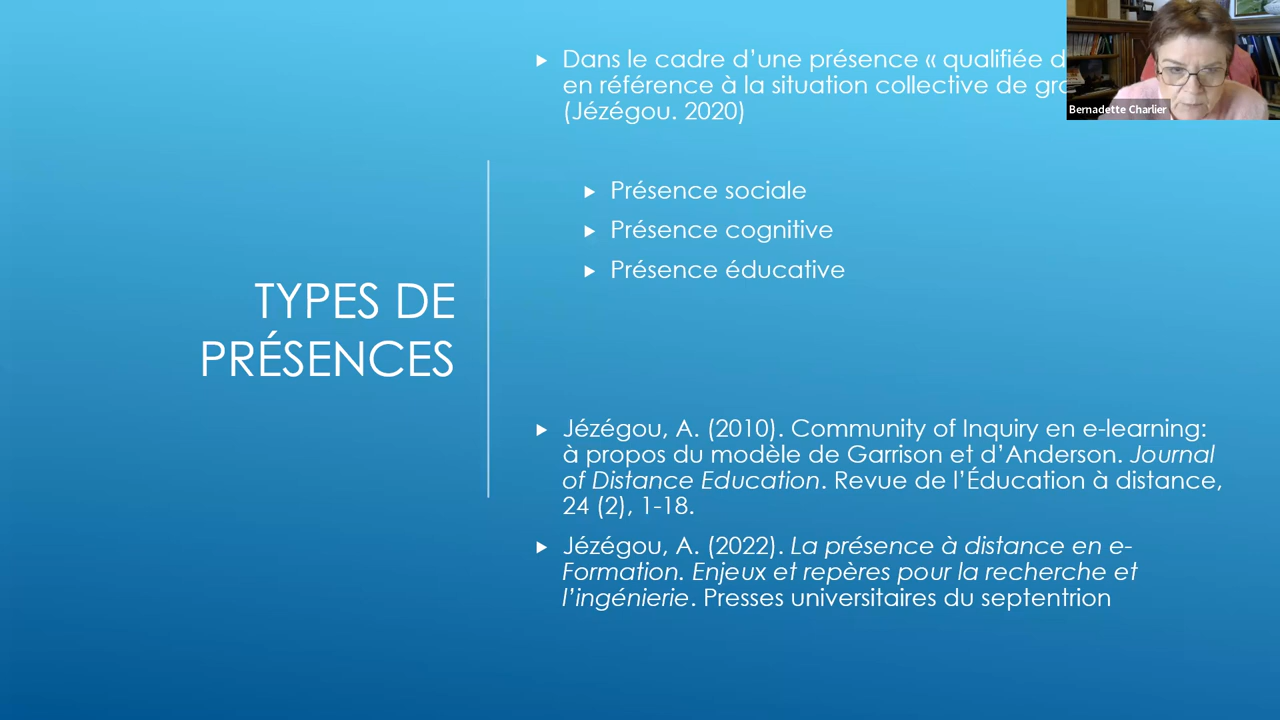 TYPES DE
PRÉSENCES
Dans le cadre d’une présence « qualifiée
en référence à la situation collective de
(Jézégou. 2020)
Présence sociale
Présence cognitive
Présence éducative
Jézégou, A. (2010). Community of Inquiry en e-learning:
à propos du modèle de Garrison et d’Anderson. Journal
of Distance Education. Revue de l’Éducation à distance,
24 (2), 1-18.
Jézégou, A. (2022). La présence à distance en e-
Formation. Enjeux et repères pour la recherche et
l’ingénierie. Presses universitaires du septentrion
Bernadette Charlier